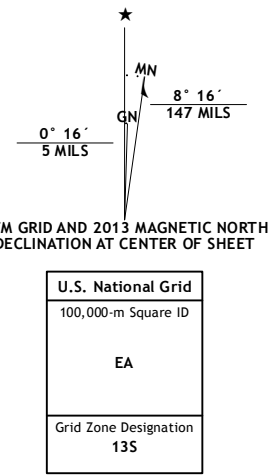 MN
8° 16´
147 MILS
GN
0° 16´
5 MILS
M GRID AND 2013 MAGNETIC NORTH
DECLINATION AT CENTER OF SHEET
U.S. National Grid
100,000-m Square ID
EA
Grid Zone Designation
13S